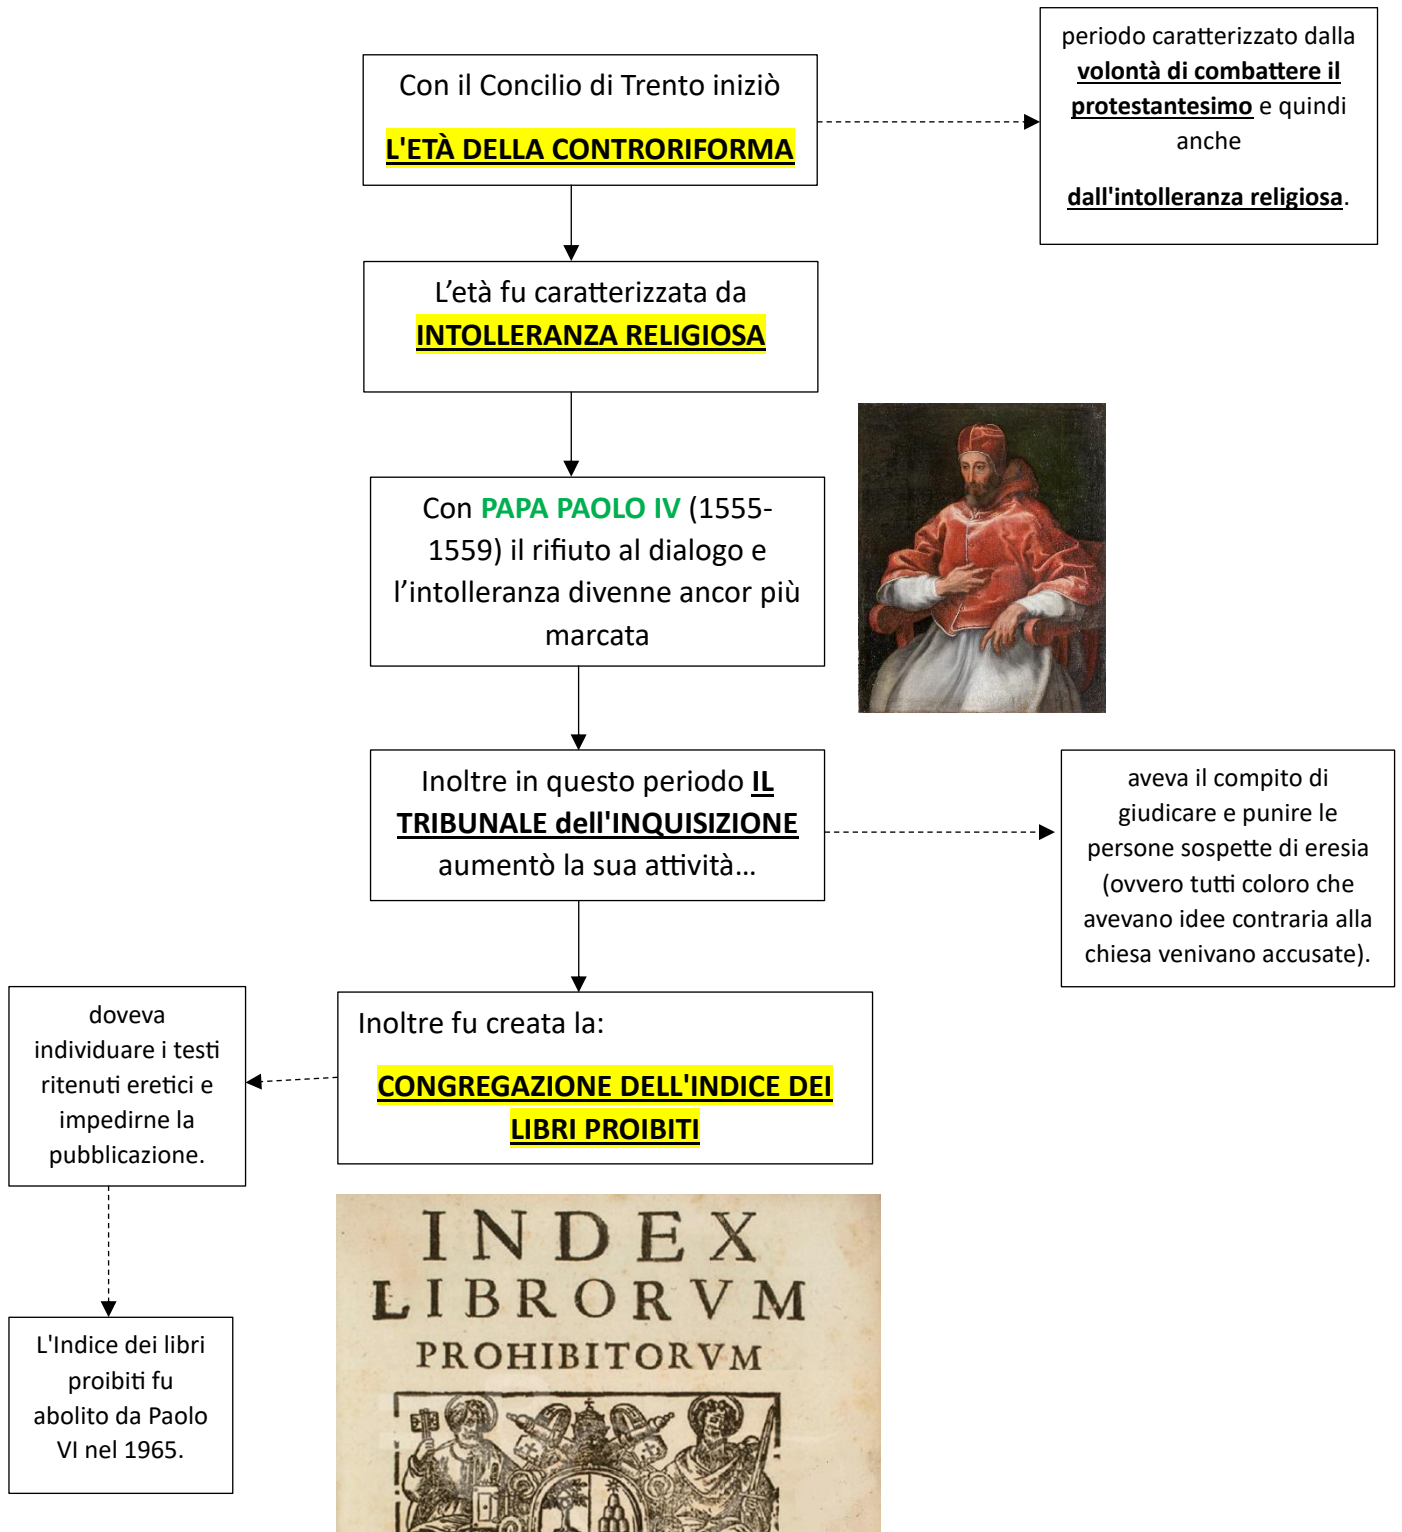 Con il Concilio di Trento iniziò
L'ETÀ DELLA CONTRORIFORMA
periodo caratterizzato dalla
volontà di combattere il
protestantesimo e quindi
anche
dall'intolleranza religiosa.
L’età fu caratterizzata da
INTOLLERANZA RELIGIOSA
Con PAPA PAOLO IV (1555-
1559) il rifiuto al dialogo e
l’intolleranza divenne ancor più
marcata
Inoltre in questo periodo IL
TRIBUNALE dell'INQUISIZIONE
aumentò la sua attività…
aveva il compito di
giudicare e punire le
persone sospette di eresia
(ovvero tutti coloro che
avevano idee contraria alla
chiesa venivano accusate).
Inoltre fu creata la:
CONGREGAZIONE DELL'INDICE DEI
LIBRI PROIBITI
doveva
individuare i testi
ritenuti eretici e
impedirne la
pubblicazione.
L'Indice dei libri
proibiti fu
abolito da Paolo
VI nel 1965.
INDEX
LIBRORVM
PROHIBITORVM